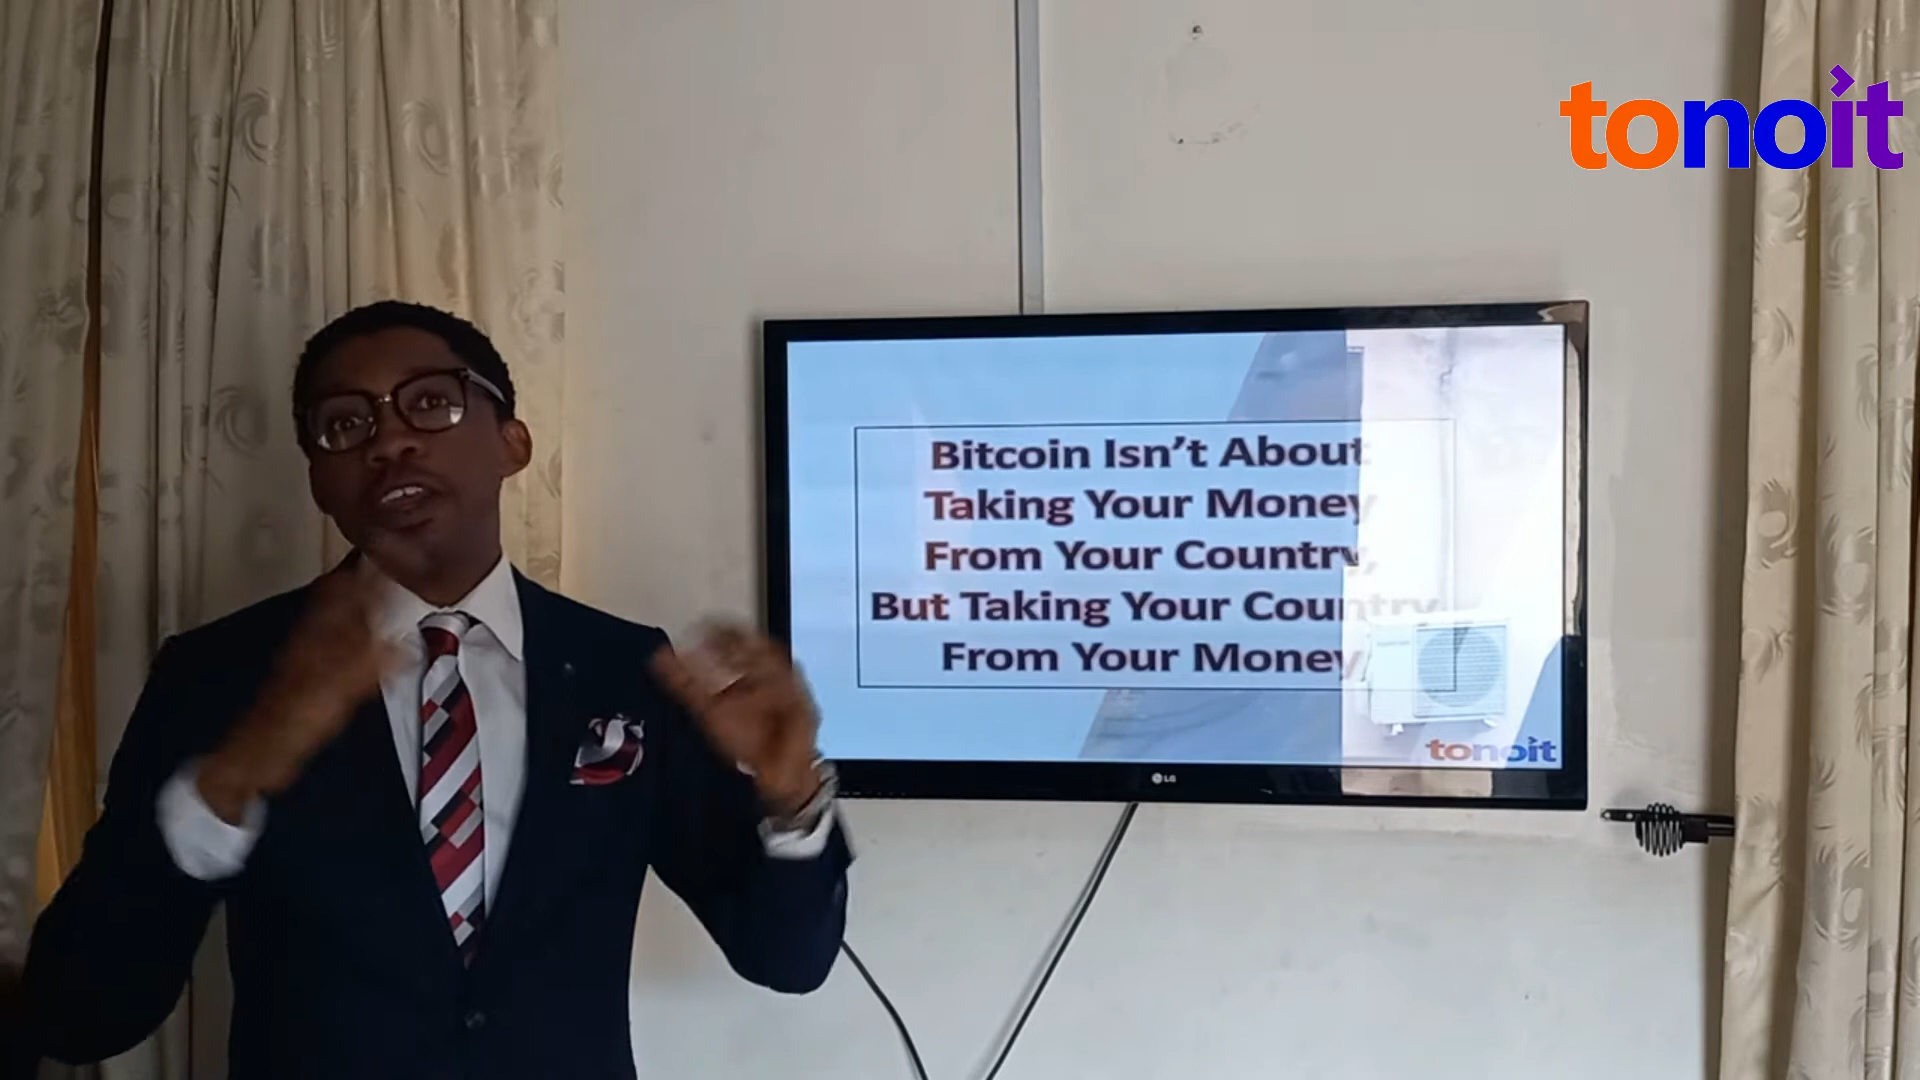 tonoit
Bitcoin Isn't About
Taking Your Money
From Your Country,
But Taking Your Country
From Your Money
tonoit
LG